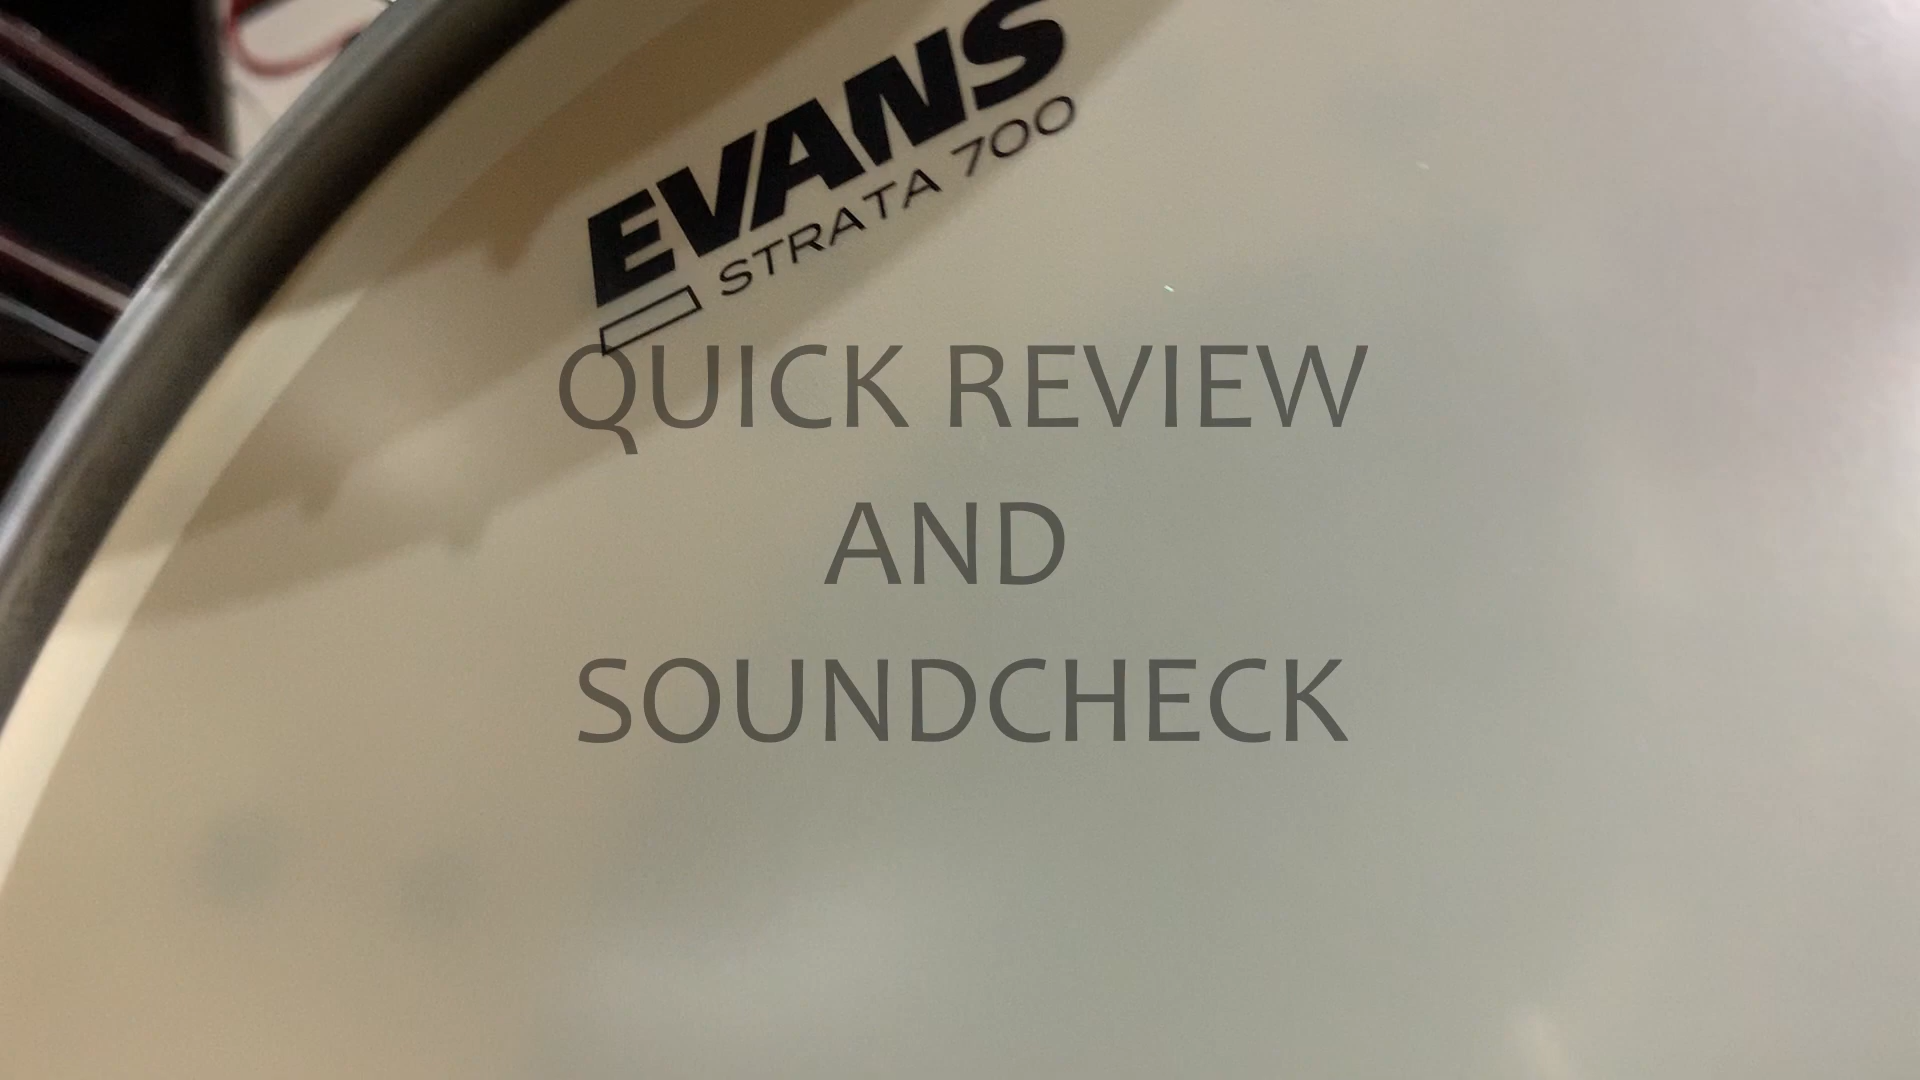 EVANS
STRATA 700
QUICK REVIEW
AND
SOUNDCHECK